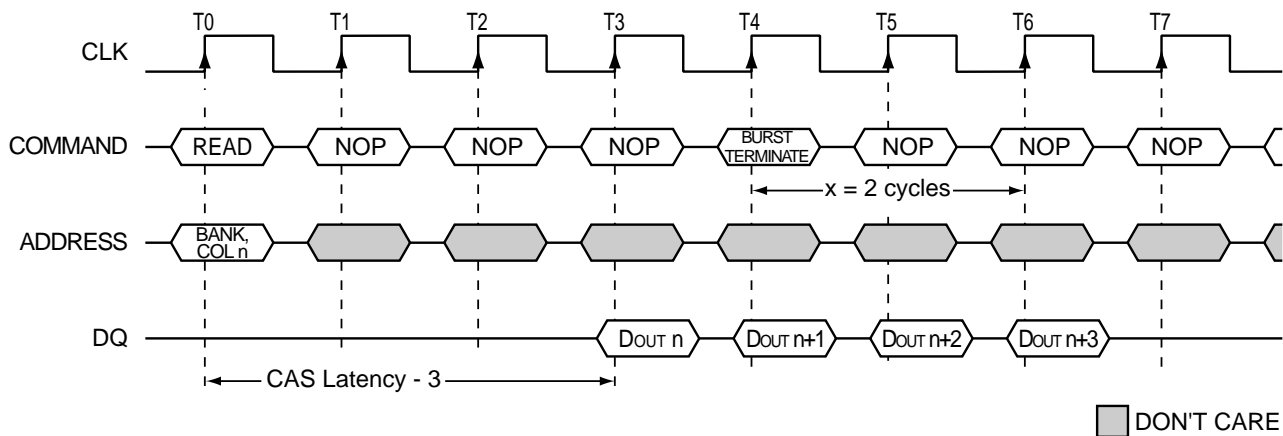 T0 T1 T2 T3 T4 T5 T6 T7
CLK
COMMAND READ NOP NOP NOP BURST TERMINATE NOP NOP NOP
x = 2 cycles
ADDRESS BANK, COL n
DQ DOUT n DOUT n+1 DOUT n+2 DOUT n+3
CAS Latency - 3
DON'T CARE